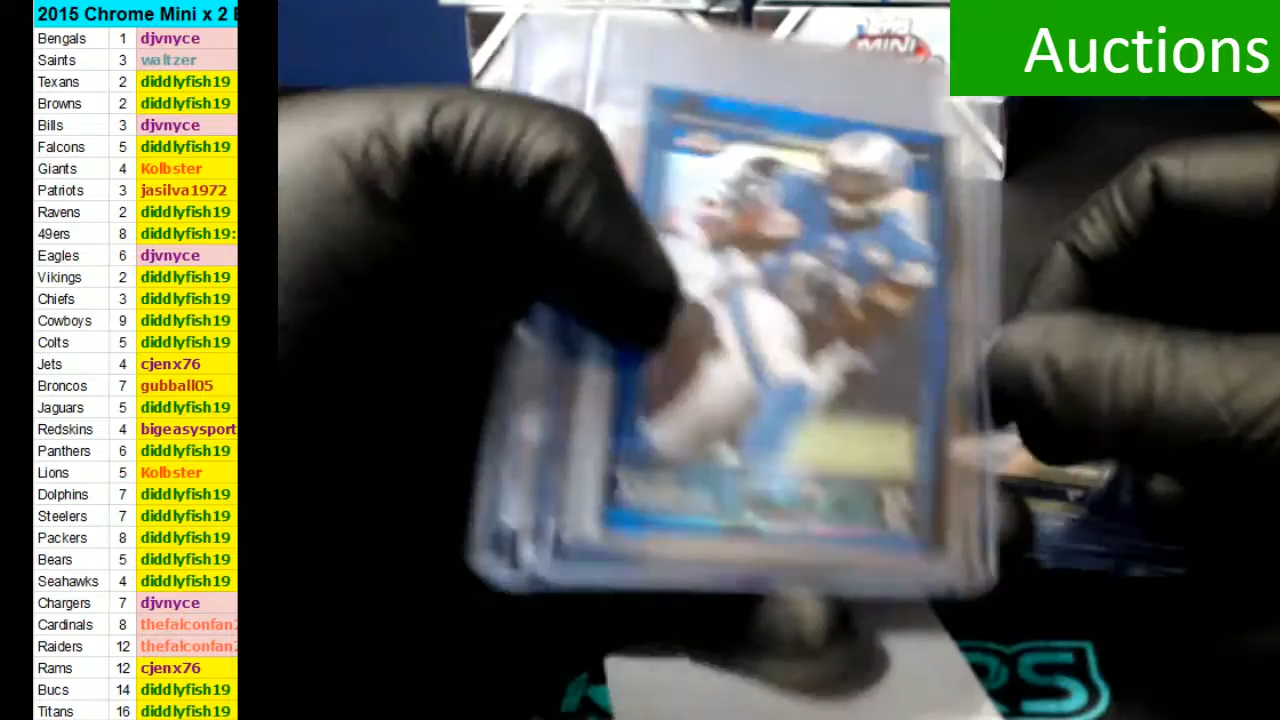 2015 Chrome Mini x 2 B
Bengals 1 djvnyce
Saints 3 waltzer
Texans 2 diddlyfish19
Browns 2 diddlyfish19
Bills 3 djvnyce
Falcons 5 diddlyfish19
Giants 4 Kolbster
Patriots 3 jasilva1972
Ravens 2 diddlyfish19
49ers 8 diddlyfish19:
Eagles 6 djvnyce
Vikings 2 diddlyfish19
Chiefs 3 diddlyfish19
Cowboys 9 diddlyfish19
Colts 5 diddlyfish19
Jets 4 cjenx76
Broncos 7 gubball05
Jaguars 5 diddlyfish19
Redskins 4 bigeasysport
Panthers 6 diddlyfish19
Lions 5 Kolbster
Dolphins 7 diddlyfish19
Steelers 7 diddlyfish19
Packers 8 diddlyfish19
Bears 5 diddlyfish19
Seahawks 4 diddlyfish19
Chargers 7 djvnyce
Cardinals 8 thefalconfan
Raiders 12 thefalconfan
Rams 12 cjenx76
Bucs 14 diddlyfish19
Titans 16 diddlyfish19
Auctions
MINI